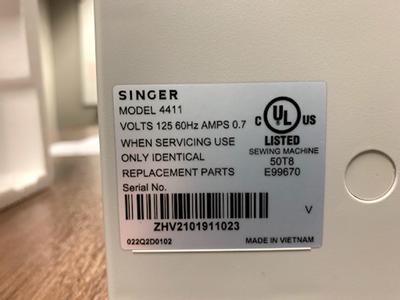 SINGER
MODEL 4411
VOLTS 125 60Hz AMPS 0.7
WHEN SERVICING USE
ONLY IDENTICAL
REPLACEMENT PARTS
Serial No.
C UL US
LISTED
SEWING MACHINE
50T8
E99670
ZHV2101911023
V
022Q2D0102
MADE IN VIETNAM